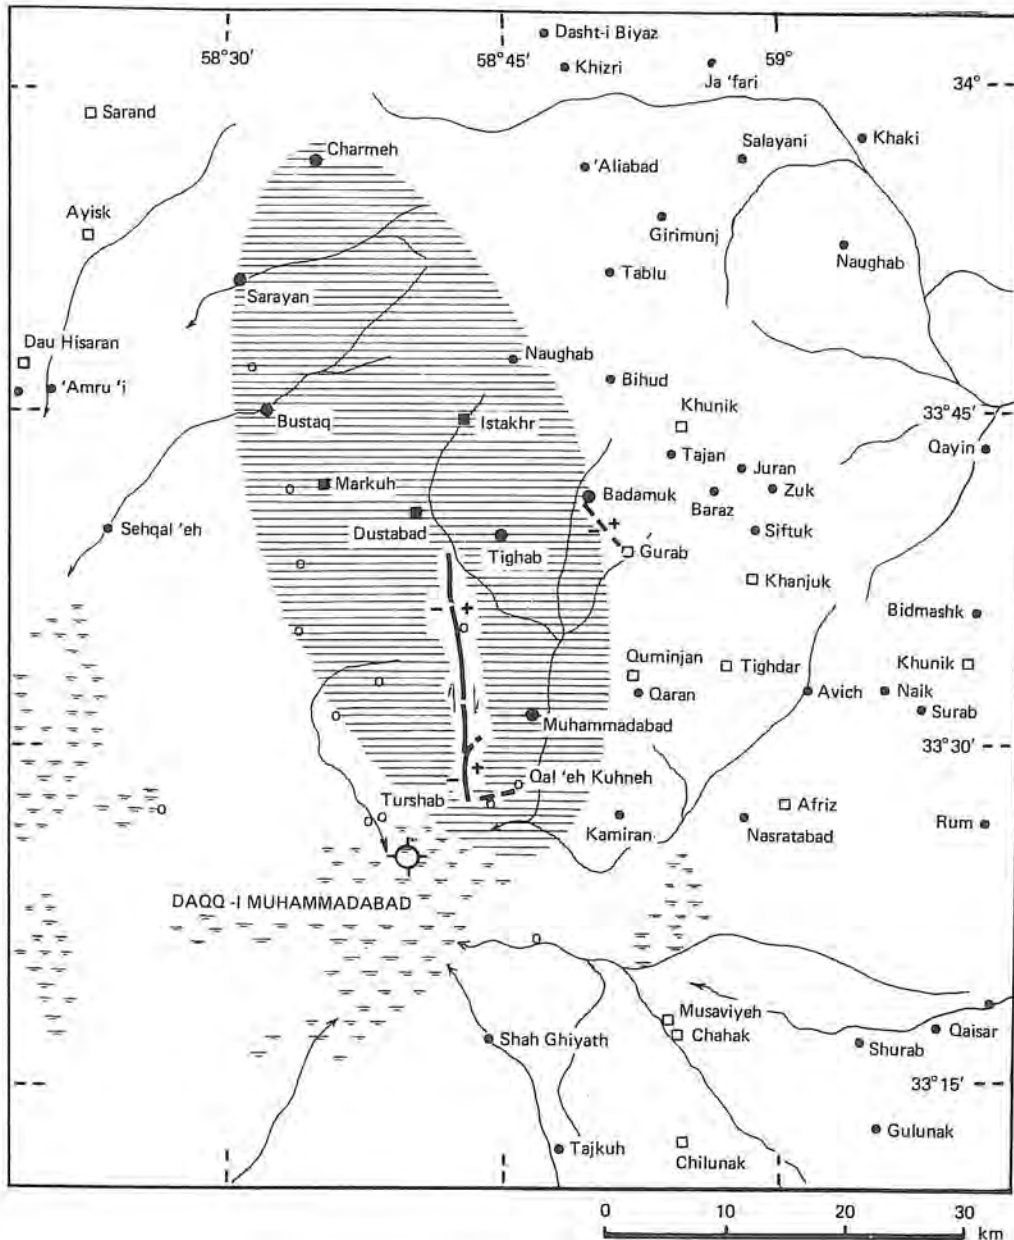 Dasht-i Biyaz
58°30′
58°45′
59°
Khizri
Ja ‘fari
34°
Sarand
Charmeh
Salayani
Khaki
‘Aliabad
Ayisk
Girimunj
Naughab
Tablu
Sarayan
Dau Hisaran
Naughab
‘Amru ‘i
Bihud
Bustaq
Istakhr
Khunik
33°45′
Qayin
Tajan
Juran
Markuh
Badamuk
Baraz
Zuk
Sehqal ‘eh
Dustabad
Siftuk
Tighab
Gurab
Khanjuk
Bidmashk
Quminjan
Tighdar
Khunik
Qaran
Avich
Naik
Surab
Muhammadabad
33°30′
Qal ‘eh Kuhneh
Turshab
Afriz
Kamiran
Nasratabad
Rum
DAQQ -I MUHAMMADABAD
Musaviyeh
Qaisar
Shah Ghiyath
Chahak
Shurab
33°15′
Gulunak
Tajkuh
Chilunak
0 10 20 30
km